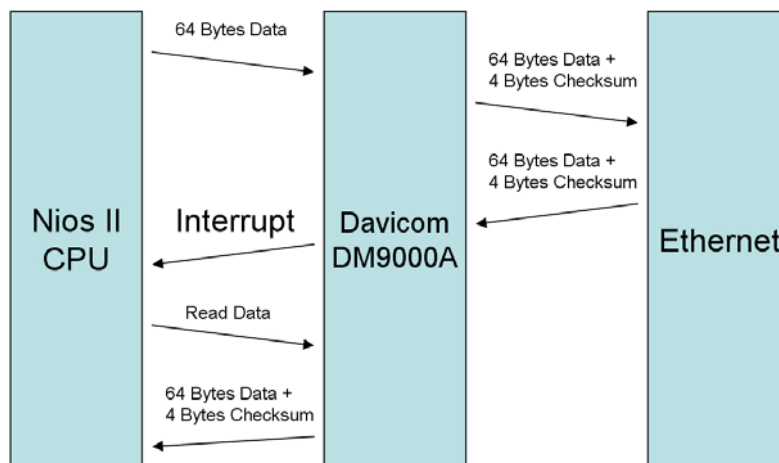 64 Bytes Data
64 Bytes Data +
4 Bytes Checksum
64 Bytes Data +
4 Bytes Checksum
Nios II
CPU
Interrupt
Davicom
DM9000A
Ethernet
Read Data
64 Bytes Data +
4 Bytes Checksum